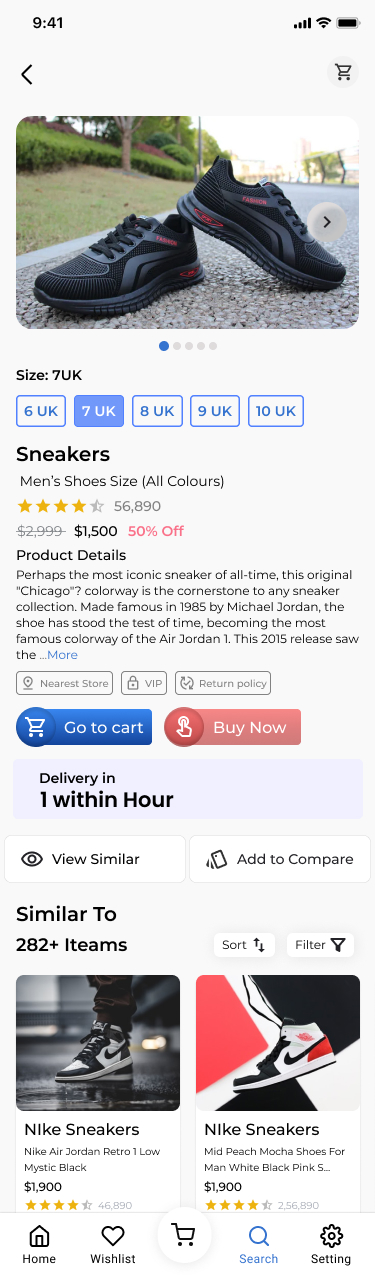 9:41
FASHION
FASHION
Size: 7UK
6 UK
7 UK
8 UK
9 UK
10 UK
Sneakers
Men’s Shoes Size (All Colours)
56,890
$2,999 $1,500 50% Off
Product Details
Perhaps the most iconic sneaker of all-time, this original
"Chicago"? colorway is the cornerstone to any sneaker
collection. Made famous in 1985 by Michael Jordan, the
shoe has stood the test of time, becoming the most
famous colorway of the Air Jordan 1. This 2015 release saw
the ...More
Nearest Store
VIP
Return policy
Go to cart
Buy Now
Delivery in
1 within Hour
View Similar
Add to Compare
Similar To
282+ Iteams
Sort
Filter
NIke Sneakers
Nike Air Jordan Retro 1 Low
Mystic Black
$1,900
46,890
NIke Sneakers
Mid Peach Mocha Shoes For
Man White Black Pink S...
$1,900
2,56,890
Home
Wishlist
Search
Setting